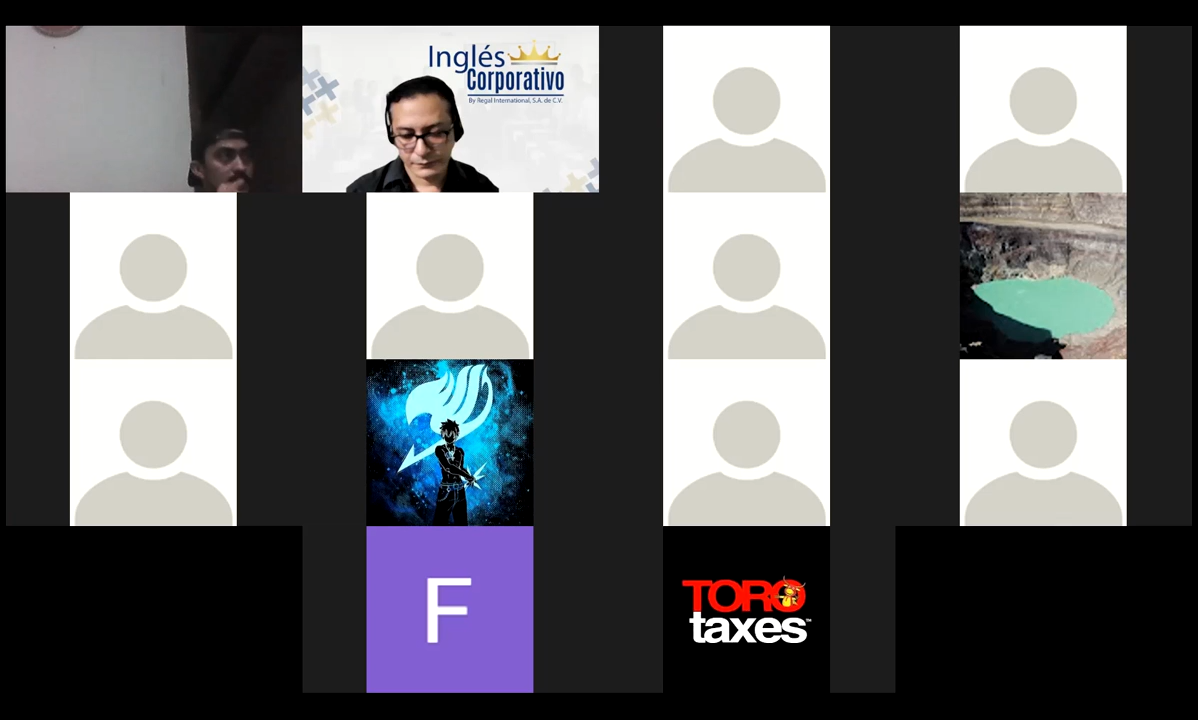 Inglés
Corporativo
By Regal International, S.A. de C.V.
F
TORO
taxes